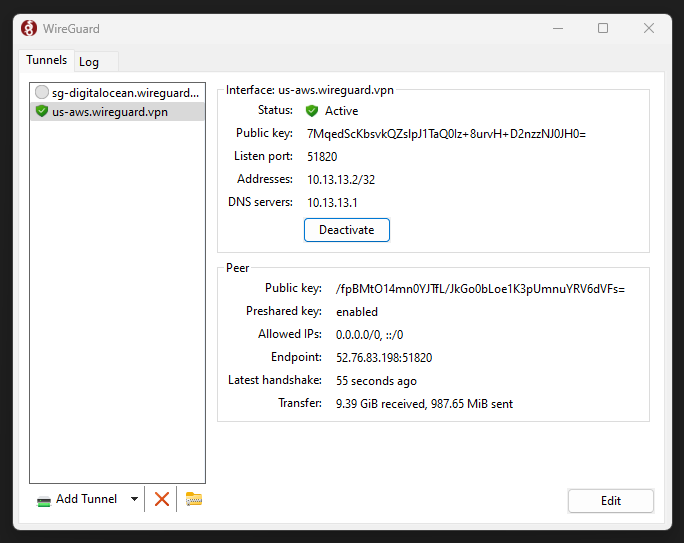 WireGuard
Tunnels
Log
sg-digitalocean.wireguard...
us-aws.wireguard.vpn
Interface: us-aws.wireguard.vpn
Status: Active
Public key: 7MqedScKbsvkQZsIpJ1TaQ0Iz+8urvH+D2nzzNJ0JH0=
Listen port: 51820
Addresses: 10.13.13.2/32
DNS servers: 10.13.13.1
Deactivate
Peer
Public key: /fpBMtO14mn0YJTfL/JkGo0bLoe1K3pUmnuYRV6dVFs=
Preshared key: enabled
Allowed IPs: 0.0.0.0/0, ::/0
Endpoint: 52.76.83.198:51820
Latest handshake: 55 seconds ago
Transfer: 9.39 GiB received, 987.65 MiB sent
Add Tunnel
Edit